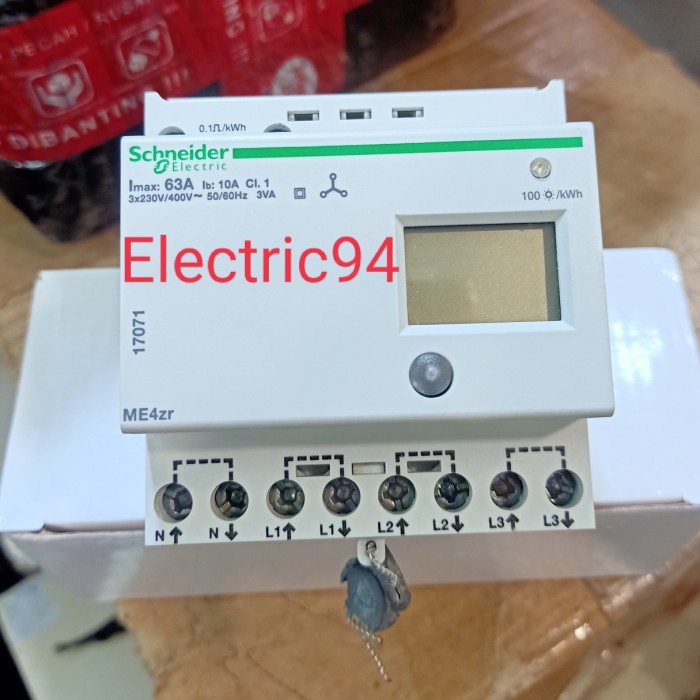 PECAH / RUSAK
DIBANTING !!!
0.1⎍/kWh
Schneider
Electric
Imax: 63A Ib: 10A Cl. 1
3x230V/400V~ 50/60Hz 3VA
100 /kWh
Electric94
17071
ME4zr
N↑ N↓ L1↑ L1↓ L2↑ L2↓ L3↑ L3↓